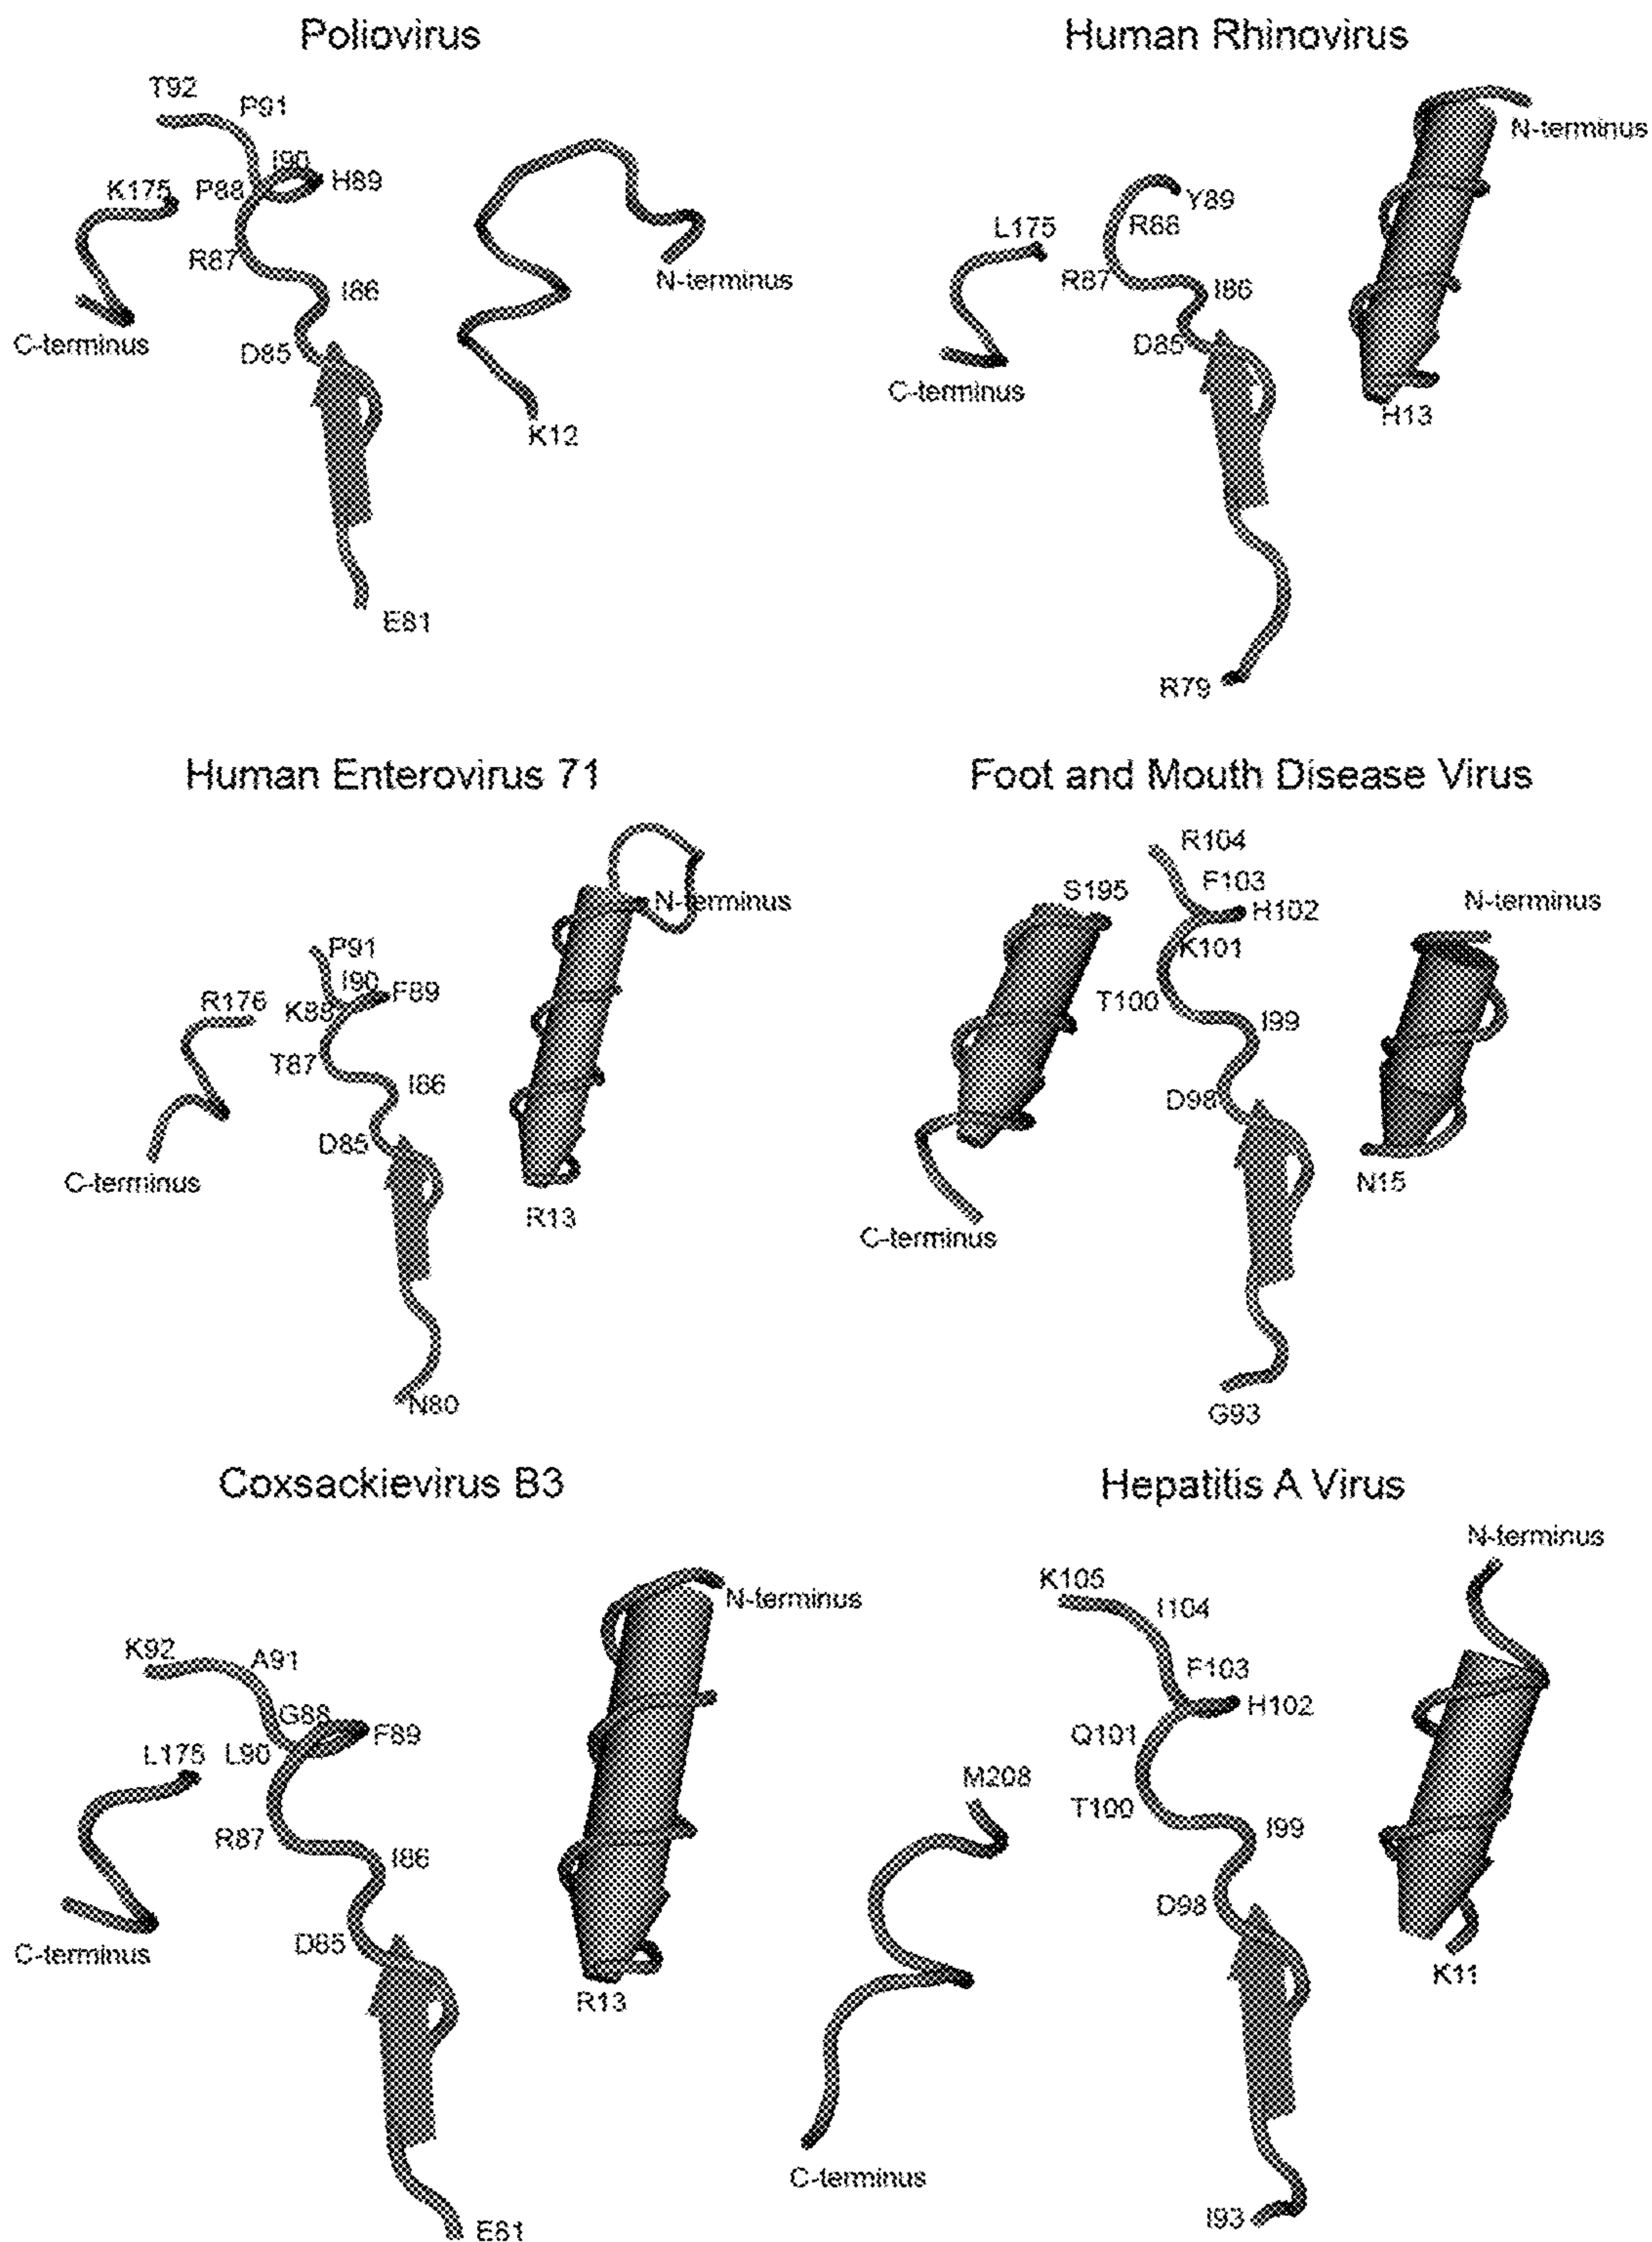 Poliovirus
T92
P91
I90
H89
K175
P88
R87
I86
N-terminus
C-terminus
D85
K12
E81
Human Rhinovirus
N-terminus
Y89
L175
R88
R87
I86
D85
C-terminus
H13
R79
Human Enterovirus 71
N-terminus
P91
I90
F89
R176
K88
T87
I86
D85
C-terminus
R13
N80
Foot and Mouth Disease Virus
R104
S195
F103
H102
N-terminus
K101
T100
I99
D98
N15
C-terminus
G93
Coxsackievirus B3
N-terminus
K92
A91
G88
F89
L175
L90
R87
I86
D85
C-terminus
R13
E81
Hepatitis A Virus
N-terminus
K105
I104
F103
H102
Q101
M208
T100
I99
D98
K11
C-terminus
I93